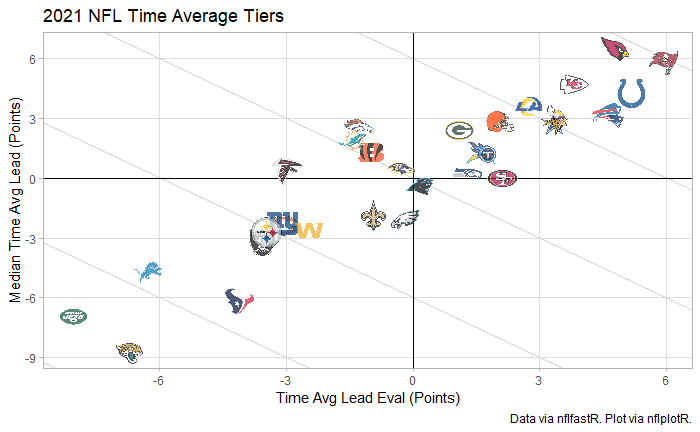 2021 NFL Time Average Tiers
Median Time Avg Lead (Points)
6
3
0
-3
-6
-9
-6
-3
0
3
6
Time Avg Lead Eval (Points)
Data via nflfastR. Plot via nflplotR.